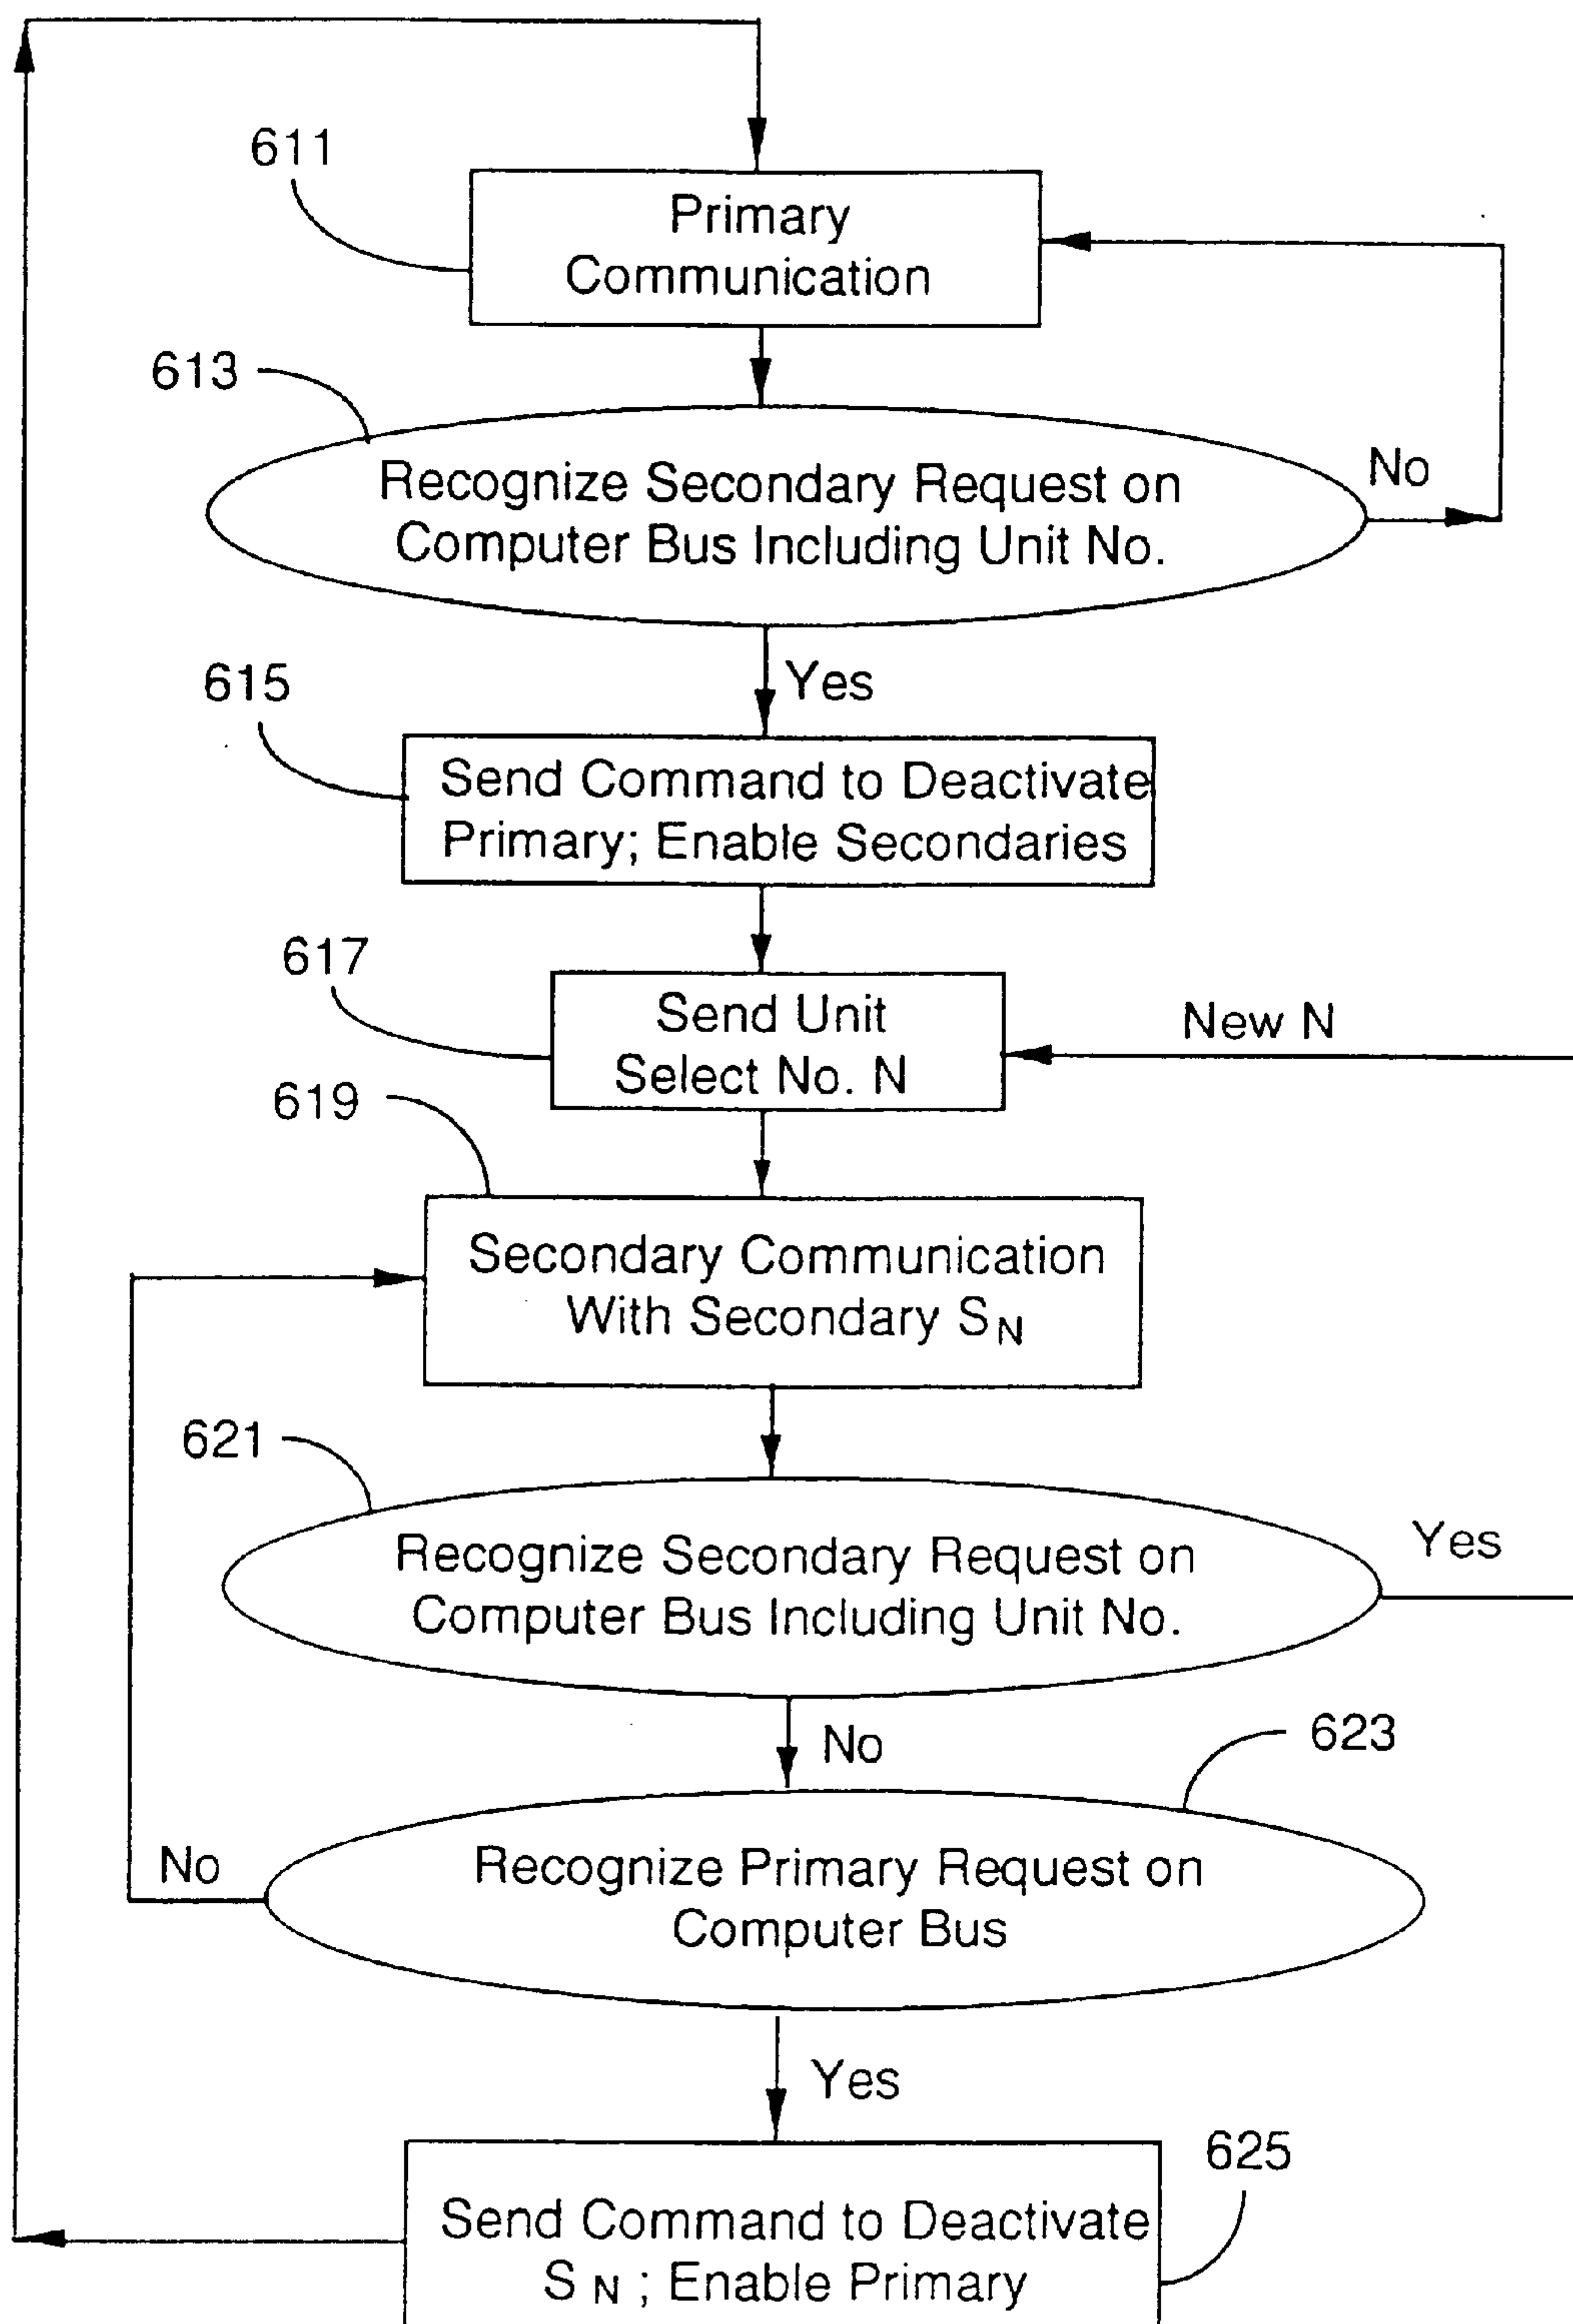 611
Primary
Communication
613
Recognize Secondary Request on
Computer Bus Including Unit No.
No
Yes
615
Send Command to Deactivate
Primary; Enable Secondaries
617
Send Unit
Select No. N
New N
619
Secondary Communication
With Secondary SN
621
Recognize Secondary Request on
Computer Bus Including Unit No.
Yes
No
623
Recognize Primary Request on
Computer Bus
No
Yes
625
Send Command to Deactivate
SN ; Enable Primary